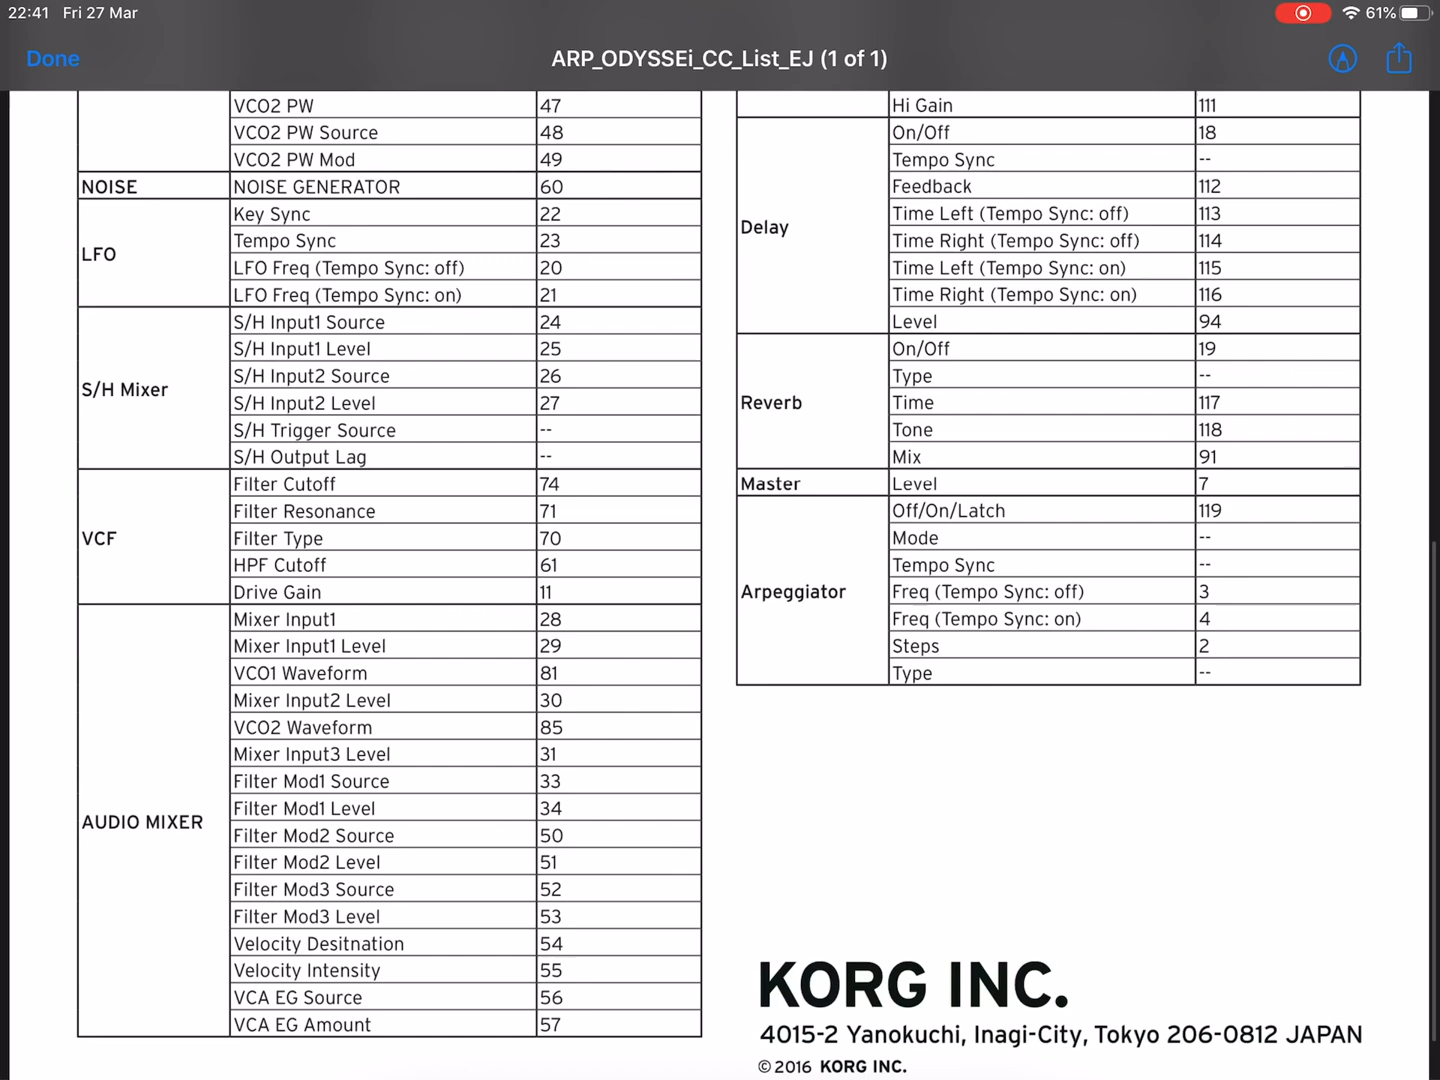 22:41 Fri 27 Mar
61%
Done
ARP_ODYSSEi_CC_List_EJ (1 of 1)
VCO2 PW 47
VCO2 PW Source 48
VCO2 PW Mod 49
NOISE NOISE GENERATOR 60
LFO
Key Sync 22
Tempo Sync 23
LFO Freq (Tempo Sync: off) 20
LFO Freq (Tempo Sync: on) 21
S/H Mixer
S/H Input1 Source 24
S/H Input1 Level 25
S/H Input2 Source 26
S/H Input2 Level 27
S/H Trigger Source --
S/H Output Lag --
VCF
Filter Cutoff 74
Filter Resonance 71
Filter Type 70
HPF Cutoff 61
Drive Gain 11
AUDIO MIXER
Mixer Input1 28
Mixer Input1 Level 29
VCO1 Waveform 81
Mixer Input2 Level 30
VCO2 Waveform 85
Mixer Input3 Level 31
Filter Mod1 Source 33
Filter Mod1 Level 34
Filter Mod2 Source 50
Filter Mod2 Level 51
Filter Mod3 Source 52
Filter Mod3 Level 53
Velocity Desitnation 54
Velocity Intensity 55
VCA EG Source 56
VCA EG Amount 57
Hi Gain 111
Delay
On/Off 18
Tempo Sync --
Feedback 112
Time Left (Tempo Sync: off) 113
Time Right (Tempo Sync: off) 114
Time Left (Tempo Sync: on) 115
Time Right (Tempo Sync: on) 116
Level 94
Reverb
On/Off 19
Type --
Time 117
Tone 118
Mix 91
Master Level 7
Arpeggiator
Off/On/Latch 119
Mode --
Tempo Sync --
Freq (Tempo Sync: off) 3
Freq (Tempo Sync: on) 4
Steps 2
Type --
KORG INC.
4015-2 Yanokuchi, Inagi-City, Tokyo 206-0812 JAPAN
© 2016 KORG INC.